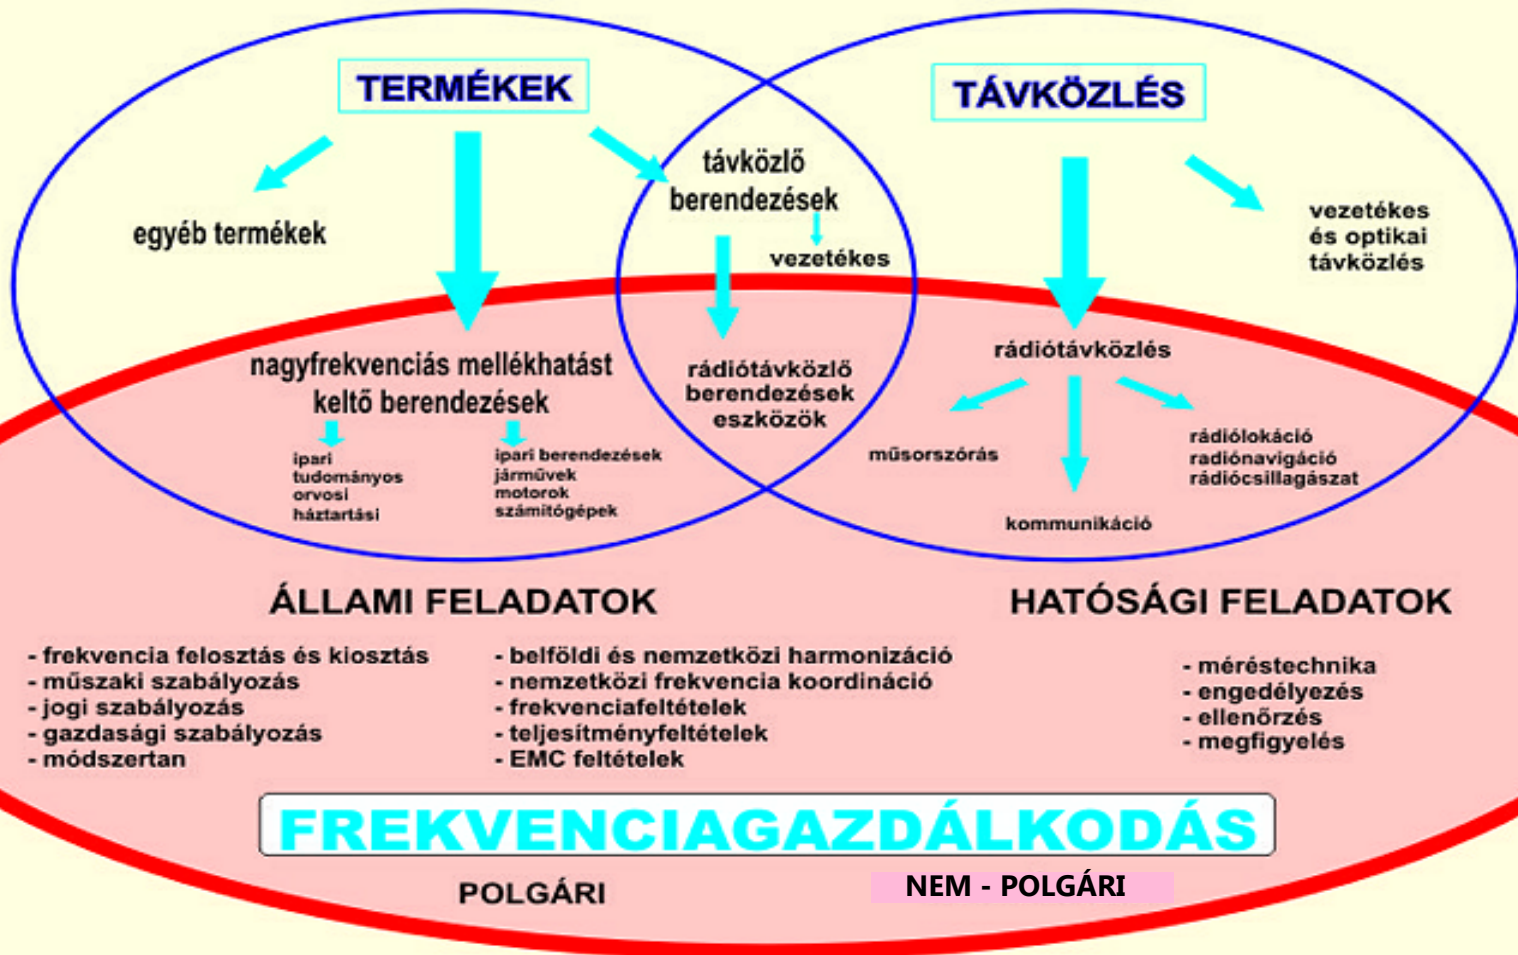 TERMÉKEK
TÁVKÖZLÉS
távközlő
berendezések
egyéb termékek
vezetékes
vezetékes
és optikai
távközlés
nagyfrekvenciás mellékhatást
keltő berendezések
ipari
tudományos
orvosi
háztartási
ipari berendezések
járművek
motorok
számítógépek
rádiótávközlő
berendezések
eszközök
rádiótávközlés
műsorszórás
kommunikáció
rádiólokáció
radiónavigáció
rádiócsillagászat
ÁLLAMI FELADATOK
- frekvencia felosztás és kiosztás
- műszaki szabályozás
- jogi szabályozás
- gazdasági szabályozás
- módszertan
- belföldi és nemzetközi harmonizáció
- nemzetközi frekvencia koordináció
- frekvenciafeltételek
- teljesítményfeltételek
- EMC feltételek
HATÓSÁGI FELADATOK
- méréstechnika
- engedélyezés
- ellenőrzés
- megfigyelés
FREKVENCIAGAZDÁLKODÁS
POLGÁRI
NEM - POLGÁRI